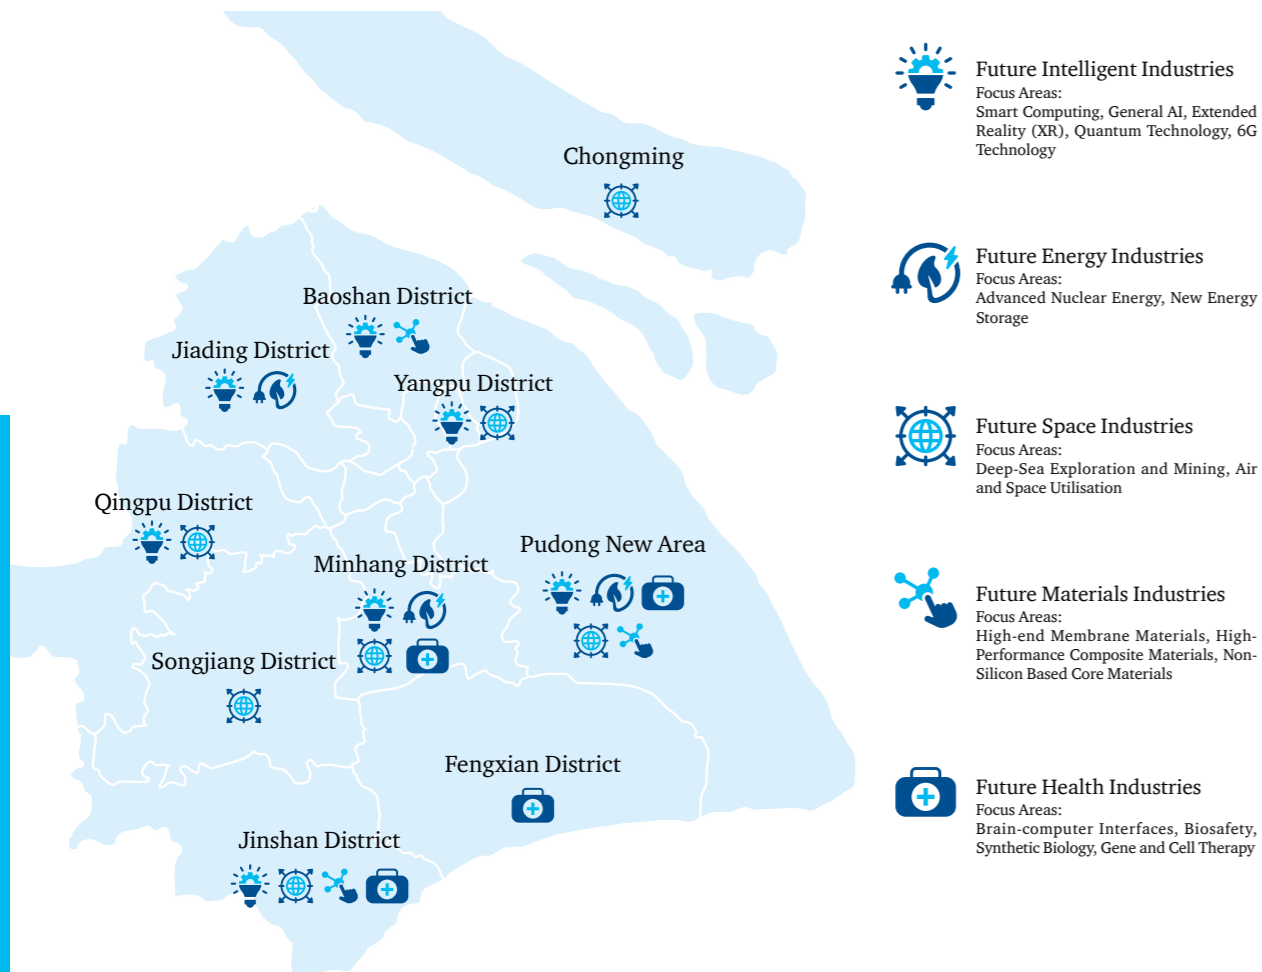 Chongming
Baoshan District
Jiading District
Yangpu District
Qingpu District
Pudong New Area
Minhang District
Songjiang District
Fengxian District
Jinshan District
Future Intelligent Industries
Focus Areas:
Smart Computing, General AI, Extended
Reality (XR), Quantum Technology, 6G
Technology
Future Energy Industries
Focus Areas:
Advanced Nuclear Energy, New Energy
Storage
Future Space Industries
Focus Areas:
Deep-Sea Exploration and Mining, Air
and Space Utilisation
Future Materials Industries
Focus Areas:
High-end Membrane Materials, High-
Performance Composite Materials, Non-
Silicon Based Core Materials
Future Health Industries
Focus Areas:
Brain-computer Interfaces, Biosafety,
Synthetic Biology, Gene and Cell Therapy